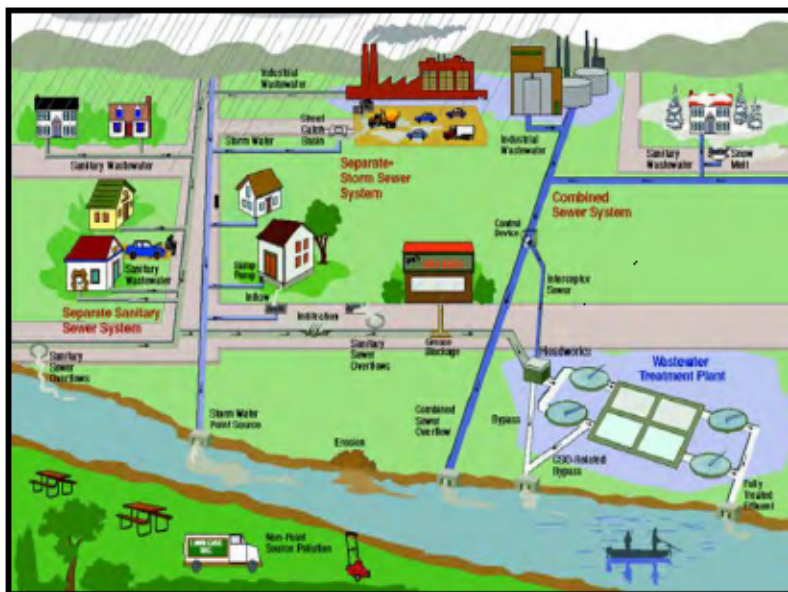 Industrial
Wastewater
Street
Catch
Basin
Storm Water
Separate-
Storm Sewer
System
Industrial
Wastewater
Sanitary
Wastewater
Snow
Melt
Combined
Sewer System
Sanitary Wastewater
Control
Device
Sanitary
Wastewater
Sump
Pump
Interceptor
Sewer
Inflow
Separate Sanitary
Sewer System
Infiltration
Sanitary
Sewer
Overflows
Sanitary
Sewer
Overflows
Grease
Blockage
Headworks
Wastewater
Treatment Plant
Storm Water
Point Source
Combined
Sewer
Overflow
Bypass
Erosion
CSO-Related
Bypass
Fully
Treated
Effluent
Non-Point
Source Pollution